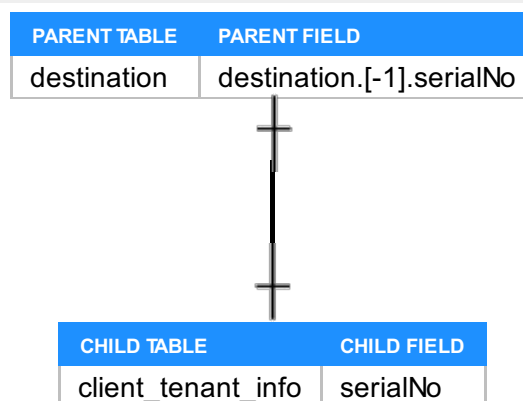 PARENT TABLE PARENT FIELD
destination destination.[-1].serialNo
CHILD TABLE CHILD FIELD
client_tenant_info serialNo